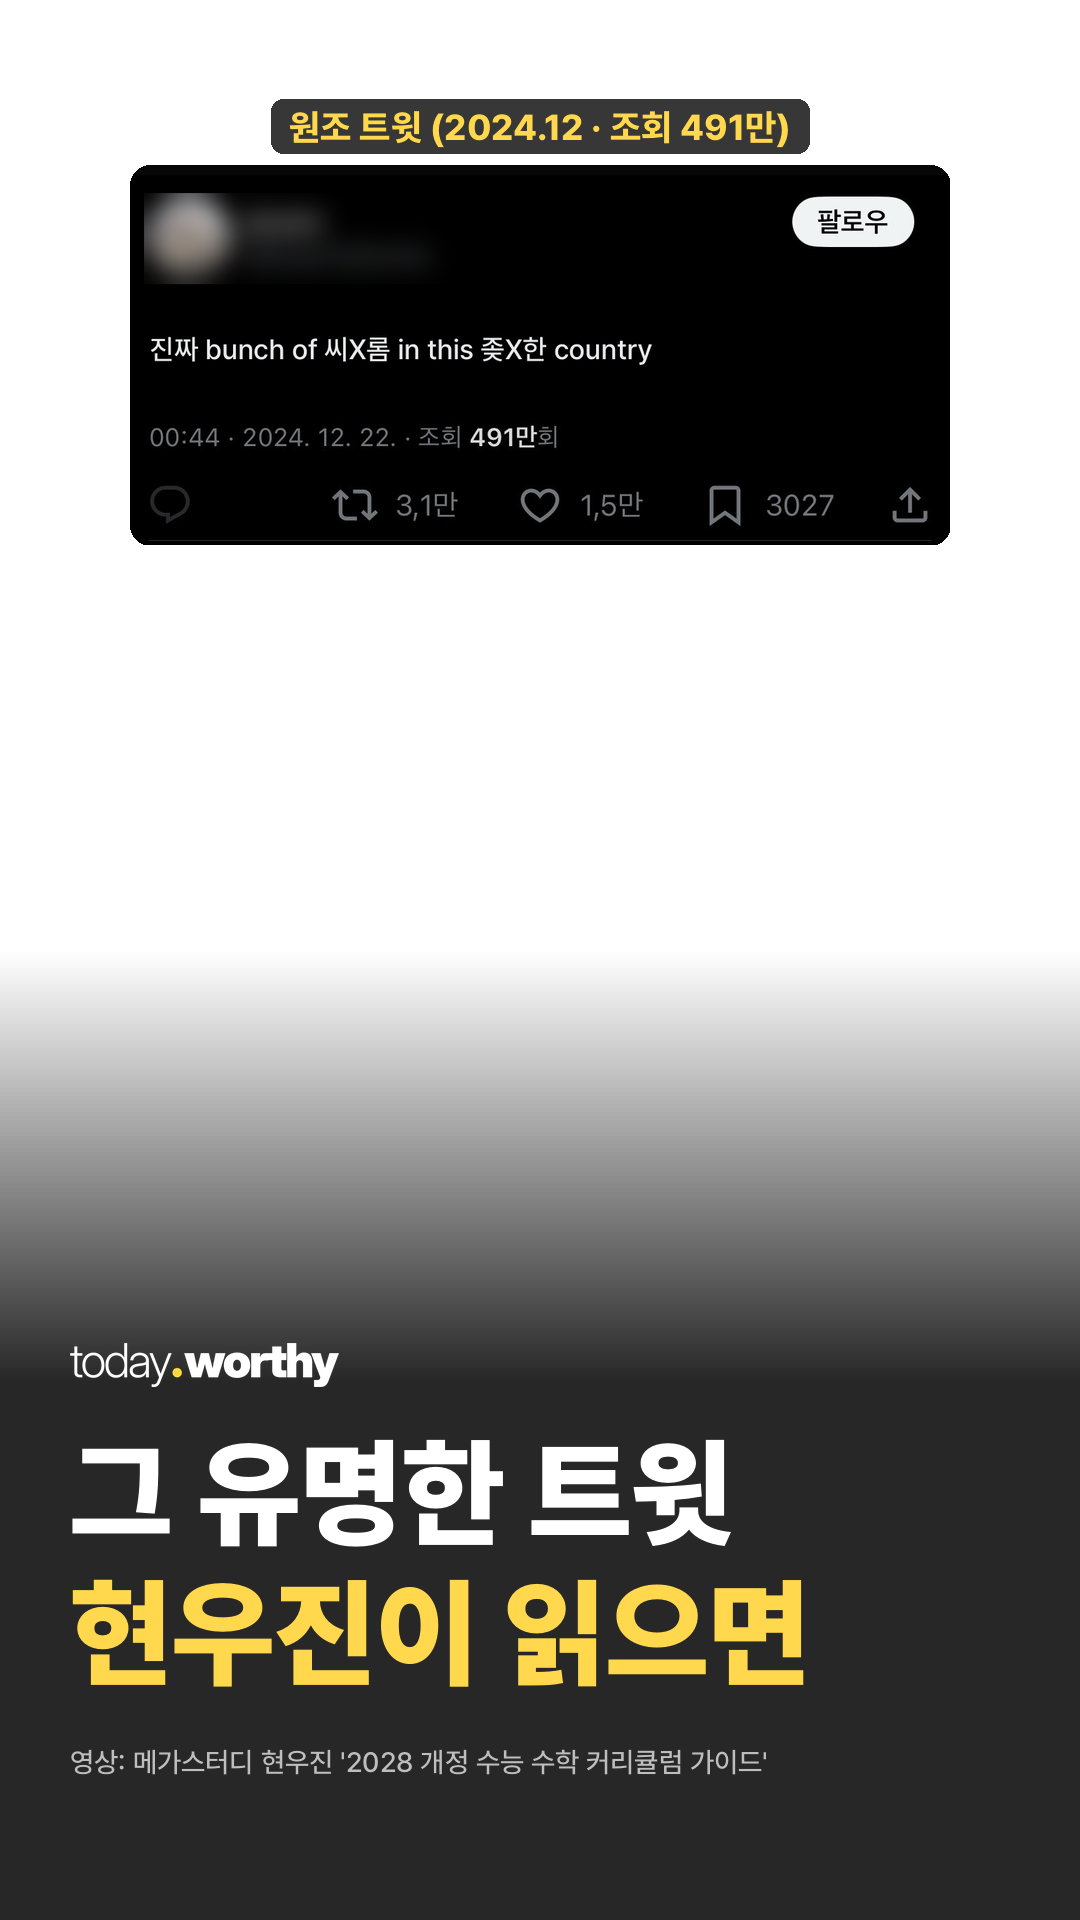 원조 트윗 (2024.12 · 조회 491만)
팔로우
진짜 bunch of 씨X롬 in this 좆X한 country
00:44 · 2024. 12. 22. · 조회 491만회
3,1만 1,5만 3027
today.worthy
그 유명한 트윗
현우진이 읽으면
영상: 메가스터디 현우진 '2028 개정 수능 수학 커리큘럼 가이드'